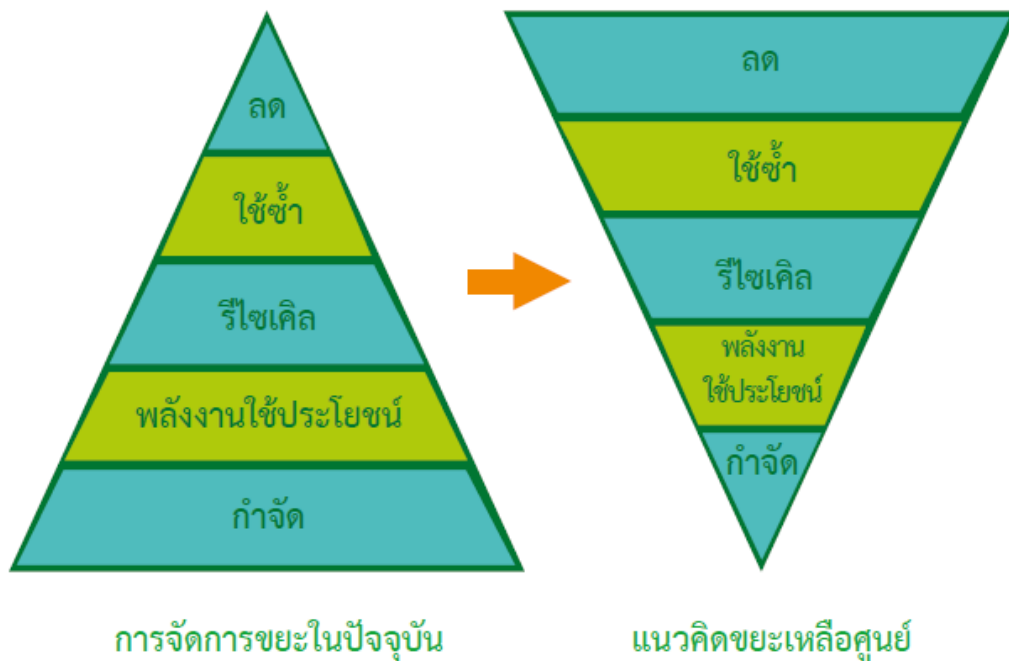 ลด
ใช้ซ้ำ
รีไซเคิล
พลังงานใช้ประโยชน์
กำจัด
การจัดการขยะในปัจจุบัน
ลด
ใช้ซ้ำ
รีไซเคิล
พลังงาน
ใช้ประโยชน์
กำจัด
แนวคิดขยะเหลือศูนย์